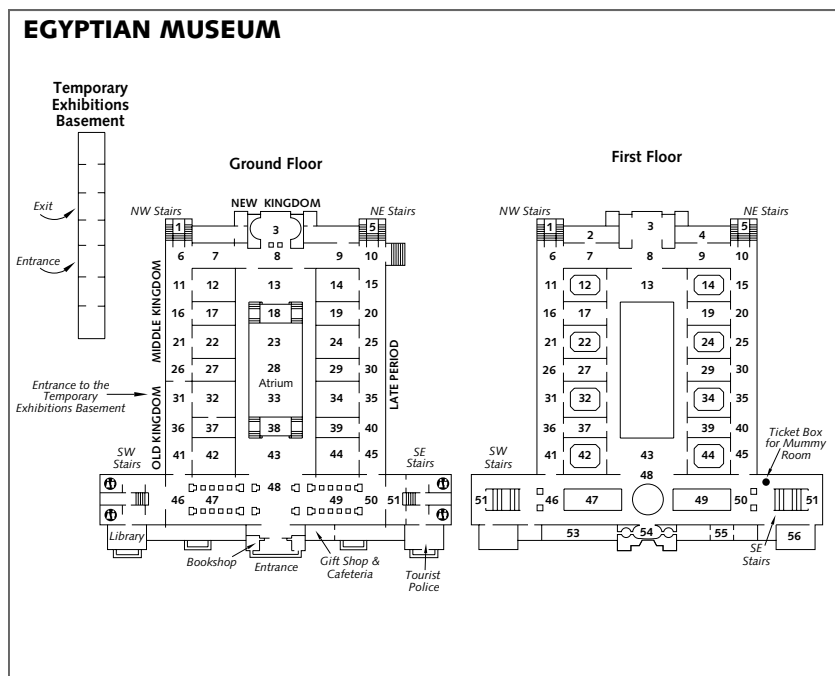 EGYPTIAN MUSEUM
Temporary
Exhibitions
Basement
Exit
Entrance
Ground Floor
NEW KINGDOM
NW Stairs
NE Stairs
1
3
5
6 7 8 9 10
11 12 13 14 15
16 17 18 19 20
21 22 23 24 25
26 27 28 29 30
Atrium
31 32 33 34 35
36 37 38 39 40
41 42 43 44 45
46 47 48 49 50 51
MIDDLE KINGDOM
OLD KINGDOM
LATE PERIOD
Entrance to the
Temporary
Exhibitions Basement
SW
Stairs
SE
Stairs
Library
Bookshop
Entrance
Gift Shop &
Cafeteria
Tourist
Police
First Floor
NW Stairs
NE Stairs
1 2 3 4 5
6 7 8 9 10
11 12 13 14 15
16 17 19 20
21 22 24 25
26 27 29 30
31 32 34 35
36 37 39 40
41 42 43 44 45
48
51 46 47 49 50 51
53 54 55 56
SW
Stairs
Ticket Box
for Mummy
Room
SE
Stairs